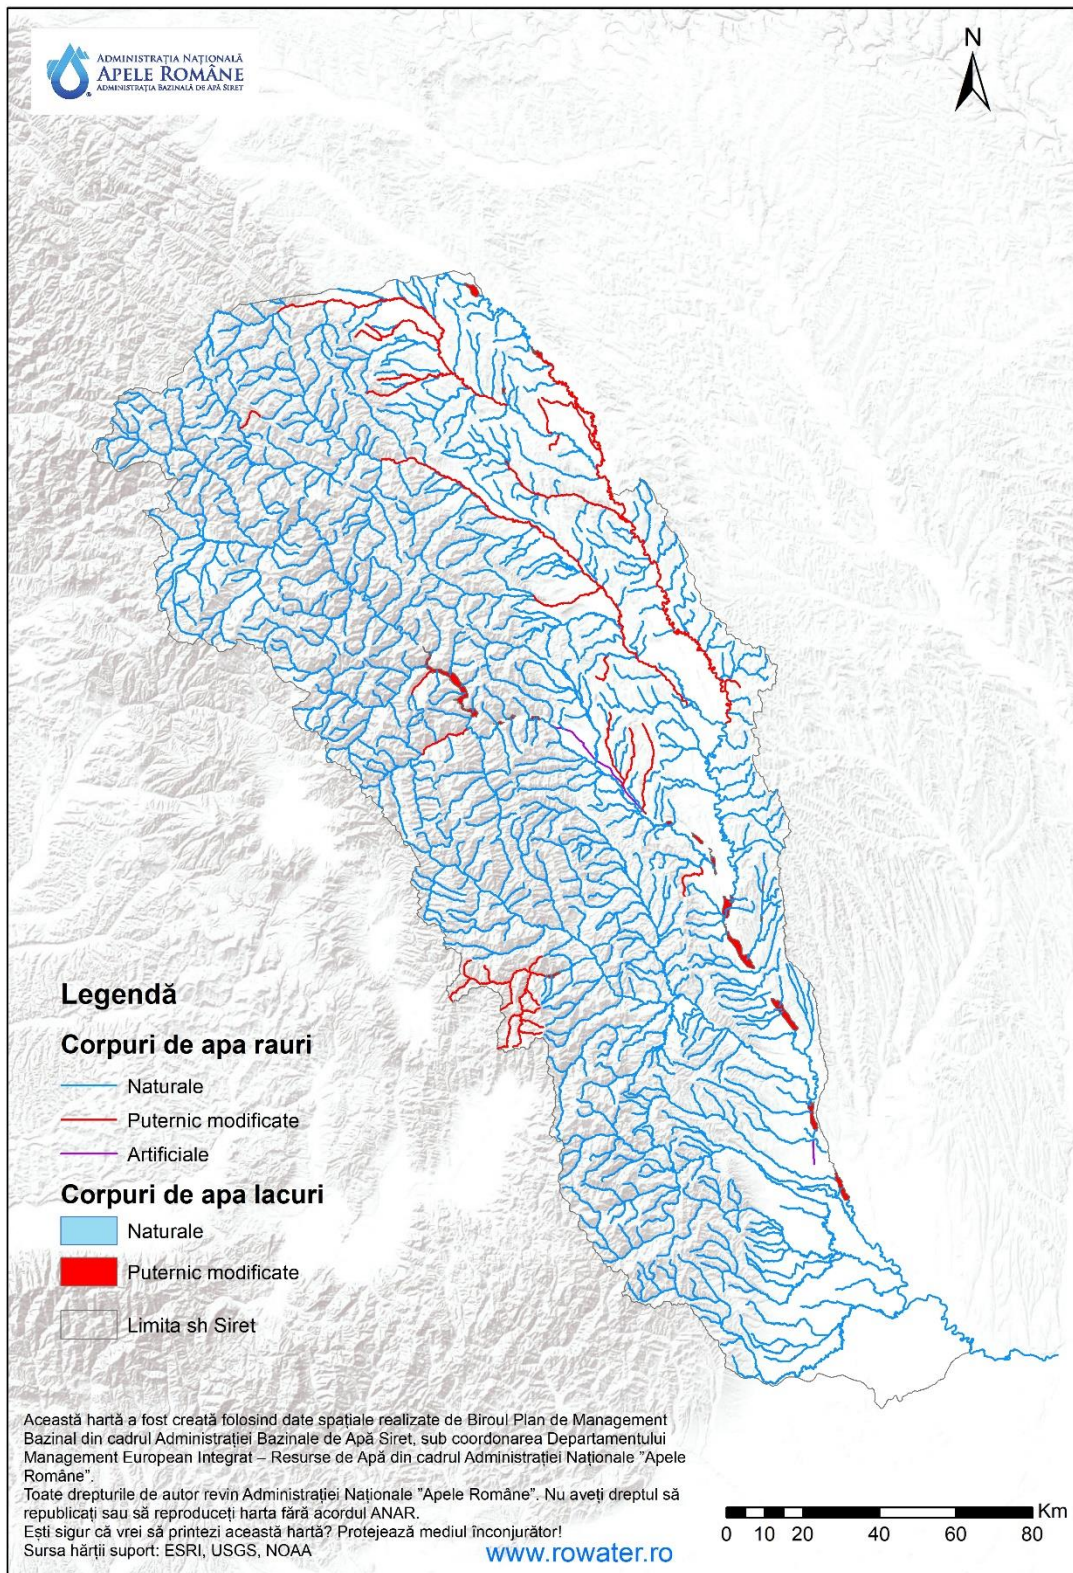 ADMINISTRAȚIA NAȚIONALĂ
APELE ROMÂNE
ADMINISTRAȚIA BAZINALĂ DE APĂ SIRET
N
Legendă
Corpuri de apa rauri
Naturale
Puternic modificate
Artificiale
Corpuri de apa lacuri
Naturale
Puternic modificate
Limita sh Siret
Această hartă a fost creată folosind date spațiale realizate de Biroul Plan de Management
Bazinal din cadrul Administrației Bazinale de Apă Siret, sub coordonarea Departamentului
Management European Integrat – Resurse de Apă din cadrul Administrației Naționale ”Apele
Române”.
Toate drepturile de autor revin Administrației Naționale ”Apele Române”. Nu aveți dreptul să
republicați sau să reproduceți harta fără acordul ANAR.
Ești sigur că vrei să printezi această hartă? Protejează mediul înconjurător!
Sursa hărții suport: ESRI, USGS, NOAA
www.rowater.ro
Km
0 10 20 40 60 80